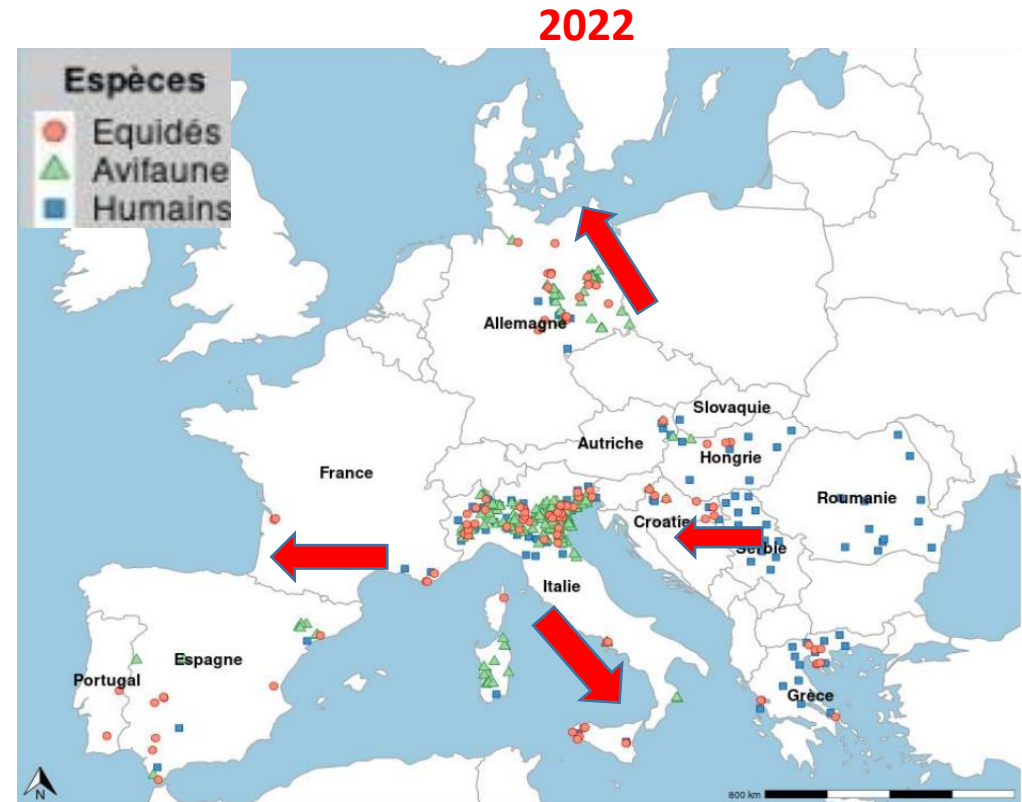 2022
Espèces
Equidés
Avifaune
Humains
Allemagne
Slovaquie
Autriche
Hongrie
France
Roumanie
Croatie
Serbie
Italie
Espagne
Portugal
Grèce
N
800 km